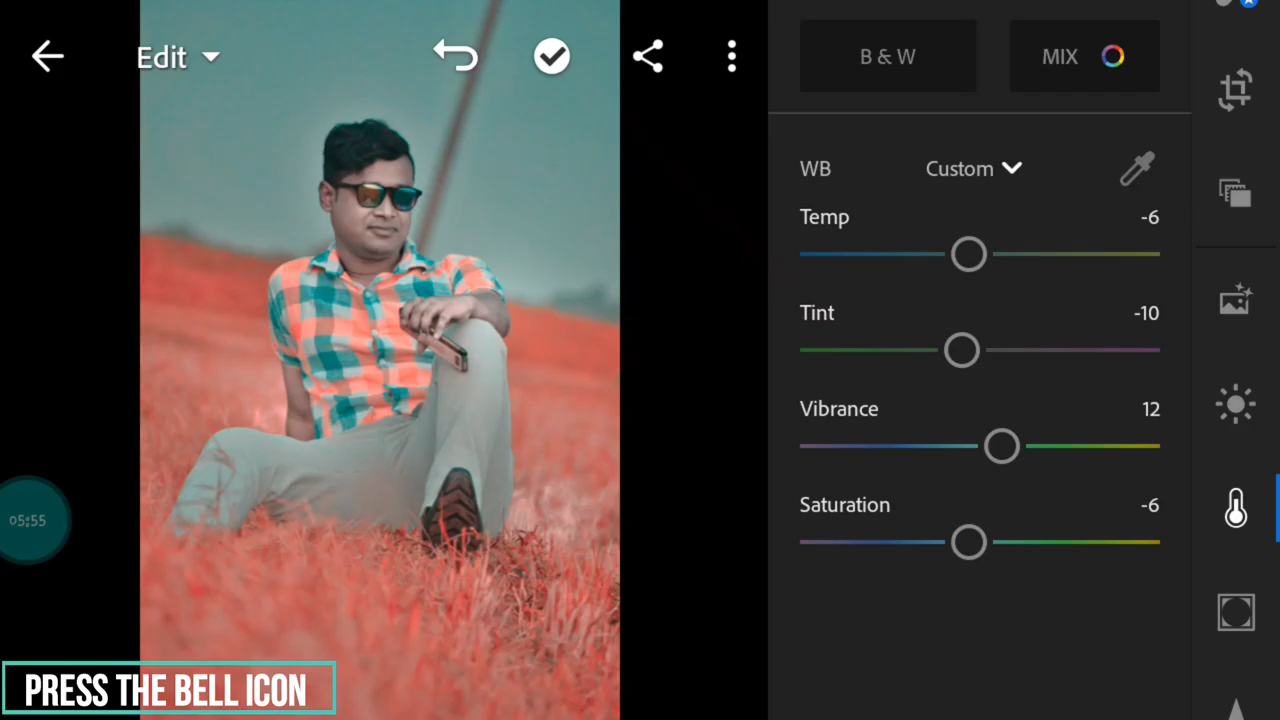 Edit
B & W
MIX
WB
Custom
Temp
-6
Tint
-10
Vibrance
12
Saturation
-6
05:55
PRESS THE BELL ICON